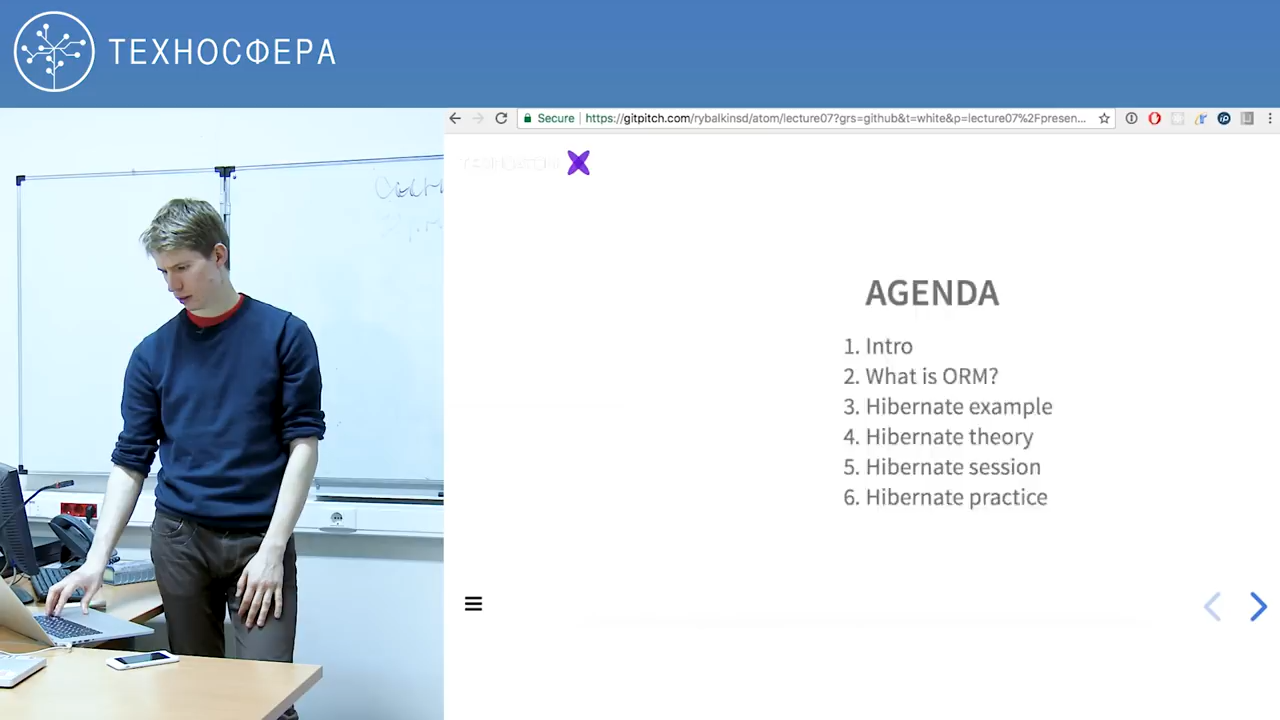 ТЕХНОСФЕРА
Secure
https://gitpitch.com/rybalkinsd/atom/lecture07?grs=github&t=white&p=lecture07%2Fpresen...
AGENDA
1. Intro
2. What is ORM?
3. Hibernate example
4. Hibernate theory
5. Hibernate session
6. Hibernate practice